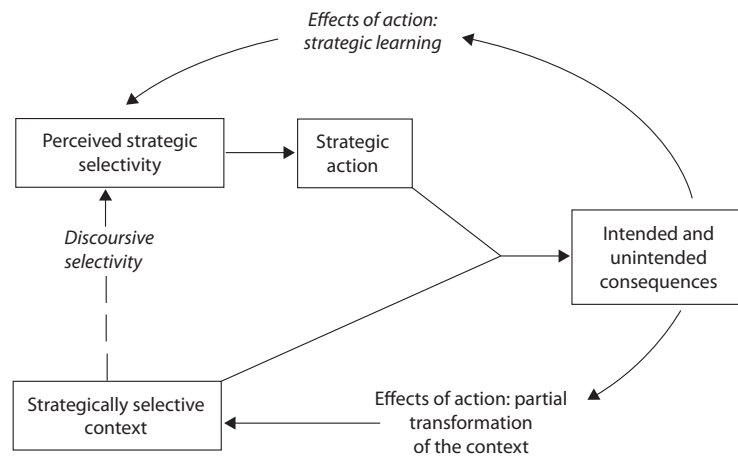 Effects of action:
strategic learning
Perceived strategic
selectivity
Strategic
action
Discoursive
selectivity
Intended and
unintended
consequences
Strategically selective
context
Effects of action: partial
transformation
of the context